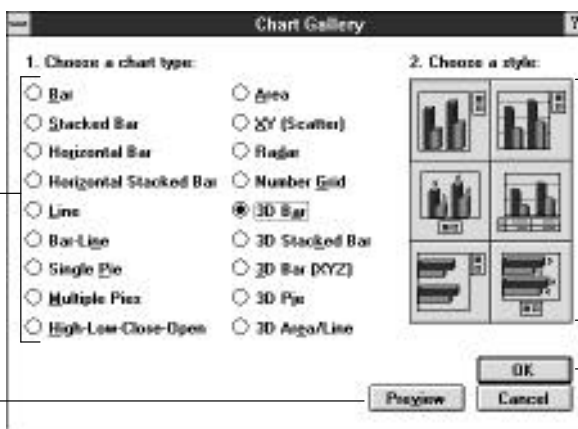 Chart Gallery ?
1. Choose a chart type:
Bar
Stacked Bar
Horizontal Bar
Horizontal Stacked Bar
Line
Bar-Line
Single Pie
Multiple Pies
High-Low-Close-Open
Area
XY (Scatter)
Radar
Number Grid
3D Bar
3D Stacked Bar
3D Bar (XYZ)
3D Pie
3D Area/Line
2. Choose a style:
OK
Preview
Cancel